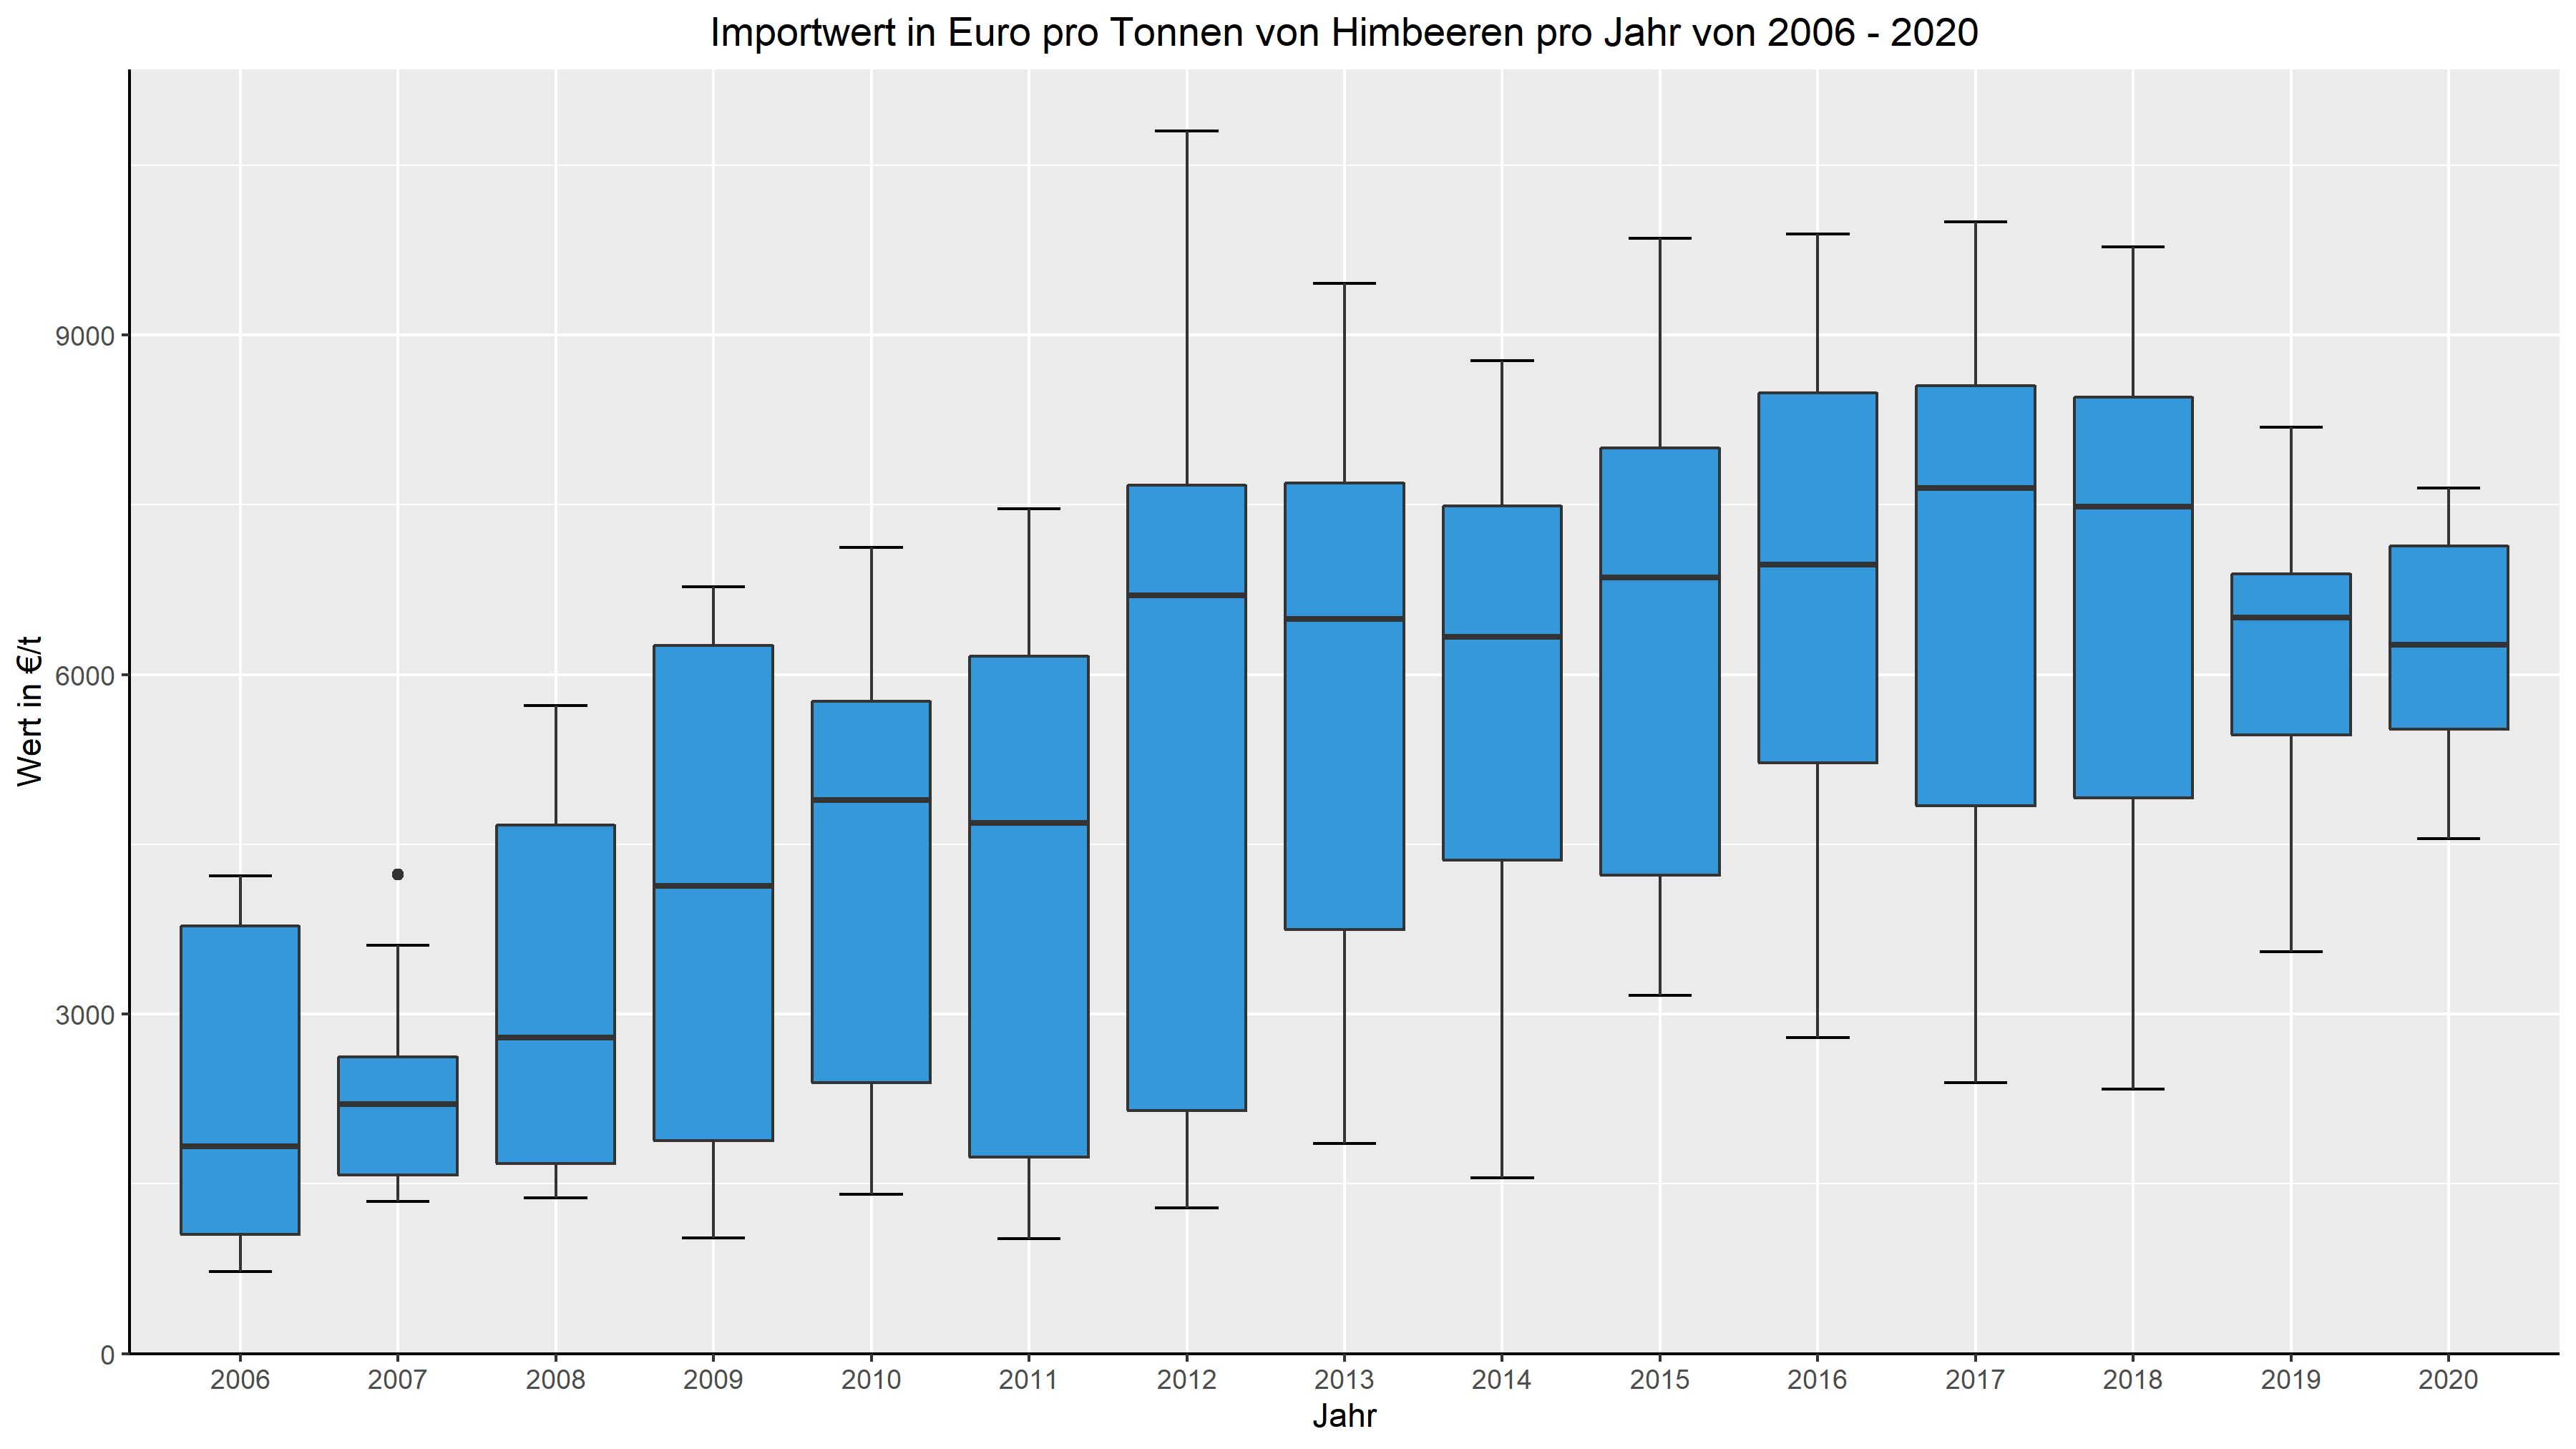 Importwert in Euro pro Tonnen von Himbeeren pro Jahr von 2006 - 2020
Wert in €/t
9000
6000
3000
0
2006 2007 2008 2009 2010 2011 2012 2013 2014 2015 2016 2017 2018 2019 2020
Jahr